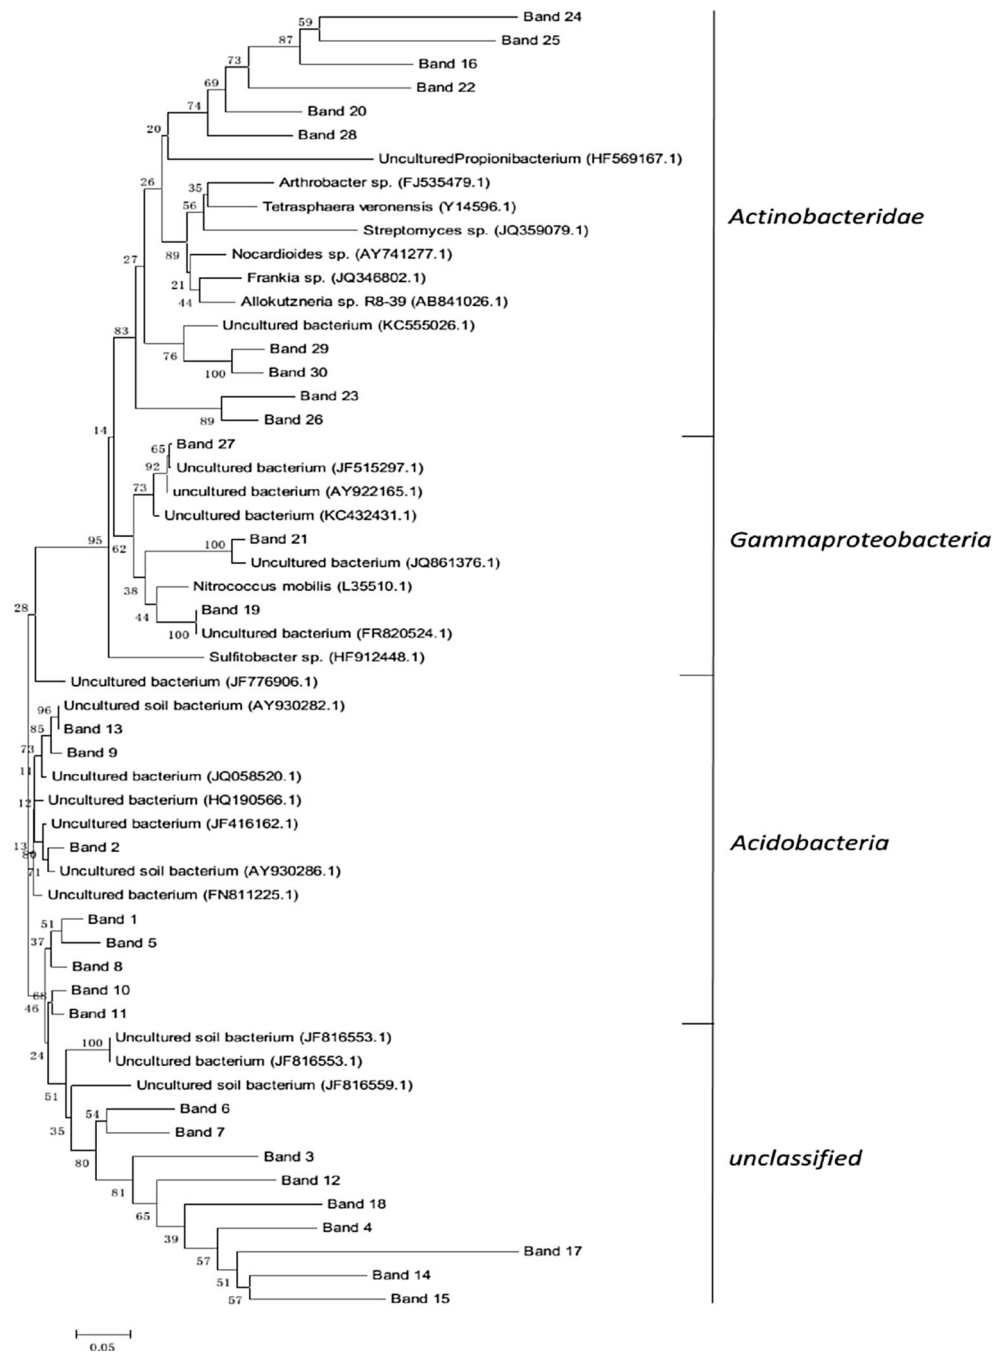 59
Band 24
87
Band 25
73
Band 16
69
Band 22
74
Band 20
20
Band 28
UnculturedPropionibacterium (HF569167.1)
26
35
Arthrobacter sp. (FJ535479.1)
56
Tetrasphaera veronensis (Y14596.1)
Actinobacteridae
Streptomyces sp. (JQ359079.1)
89
Nocardioides sp. (AY741277.1)
27
21
Frankia sp. (JQ346802.1)
44
Allokutzneria sp. R8-39 (AB841026.1)
83
Uncultured bacterium (KC555026.1)
76
Band 29
100
Band 30
Band 23
89
Band 26
14
65
Band 27
92
Uncultured bacterium (JF515297.1)
73
uncultured bacterium (AY922165.1)
Uncultured bacterium (KC432431.1)
95
62
100
Band 21
Gammaproteobacteria
Uncultured bacterium (JQ861376.1)
38
Nitrococcus mobilis (L35510.1)
28
44
Band 19
100
Uncultured bacterium (FR820524.1)
Sulfitobacter sp. (HF912448.1)
Uncultured bacterium (JF776906.1)
96
Uncultured soil bacterium (AY930282.1)
85
Band 13
73
Band 9
11
Uncultured bacterium (JQ058520.1)
12
Uncultured bacterium (HQ190566.1)
Uncultured bacterium (JF416162.1)
13
80
Band 2
Acidobacteria
71
Uncultured soil bacterium (AY930286.1)
Uncultured bacterium (FN811225.1)
51
Band 1
37
Band 5
Band 8
68
Band 10
46
Band 11
100
Uncultured soil bacterium (JF816553.1)
24
Uncultured bacterium (JF816553.1)
51
Uncultured soil bacterium (JF816559.1)
54
Band 6
35
Band 7
80
Band 3
unclassified
81
Band 12
65
Band 18
39
Band 4
57
Band 17
51
Band 14
57
Band 15
0.05